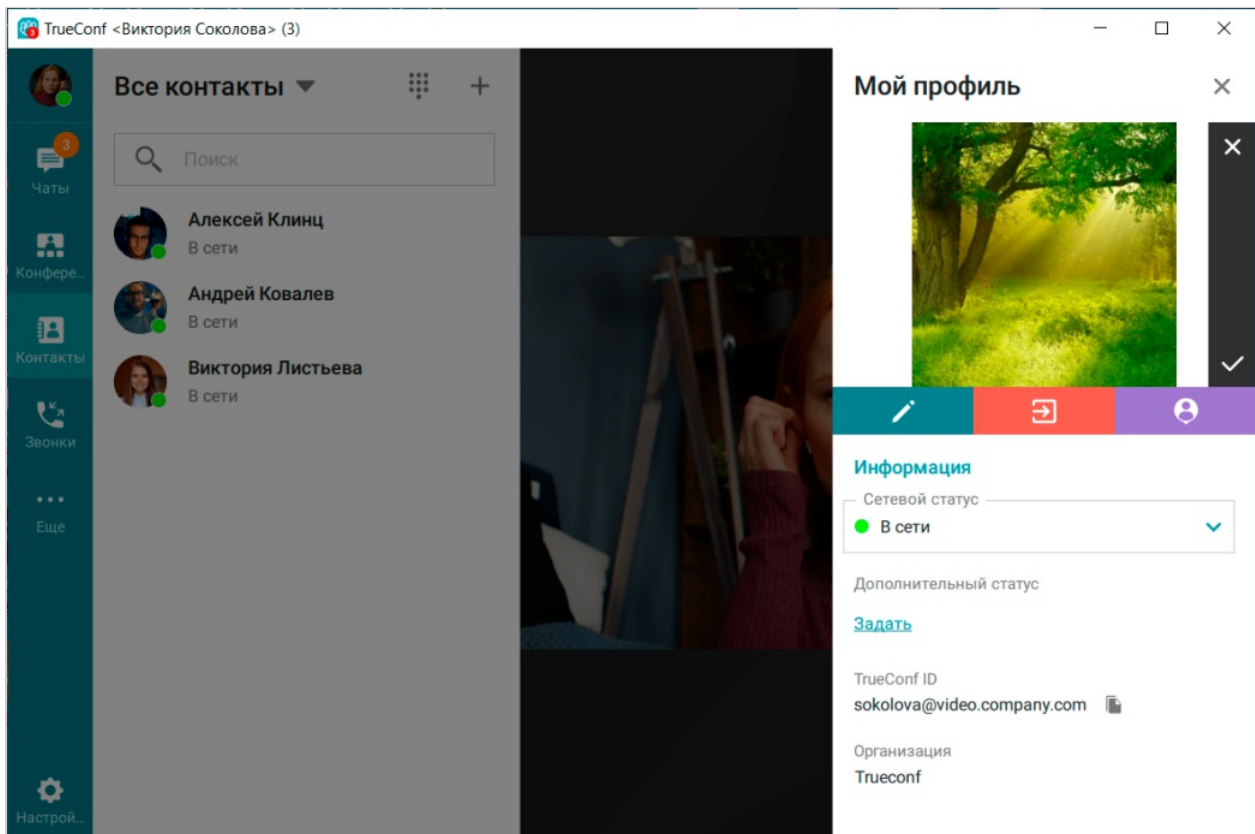 TrueConf <Виктория Соколова> (3)
Все контакты
Мой профиль
3
Чаты
Конфере...
Контакты
Звонки
Еще
Настрой...
Поиск
Алексей Клинц
В сети
Андрей Ковалев
В сети
Виктория Листьева
В сети
Информация
Сетевой статус
В сети
Дополнительный статус
Задать
TrueConf ID
sokolova@video.company.com
Организация
Trueconf